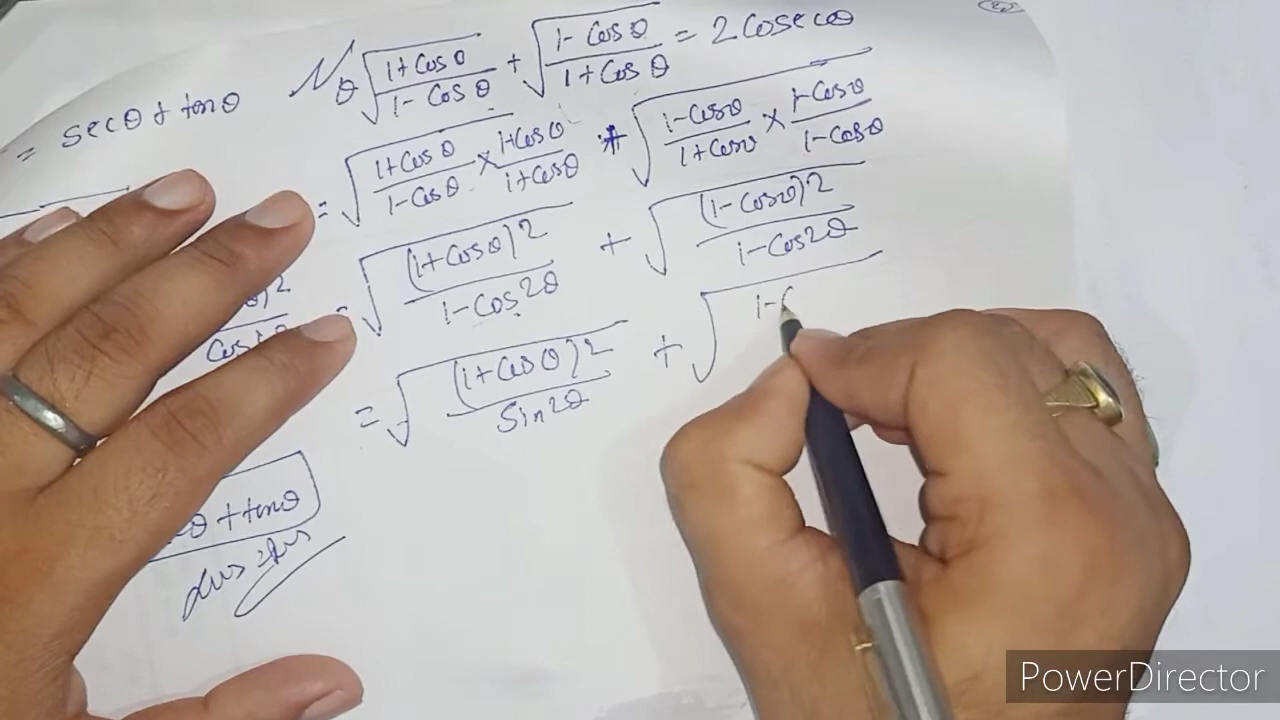 √(1+Cosθ/1-Cosθ) + √(1-Cosθ/1+Cosθ) = 2Cosecθ
= secθ + tanθ
= √(1+Cosθ/1-Cosθ × 1+Cosθ/1+Cosθ) + √(1-Cosθ/1+Cosθ × 1-Cosθ/1-Cosθ)
= √((1+Cosθ)²/1-Cos²θ) + √((1-Cosθ)²/1-Cos²θ)
= √((1+Cosθ)²/Sin²θ) + √(1-
θ + tanθ
PowerDirector